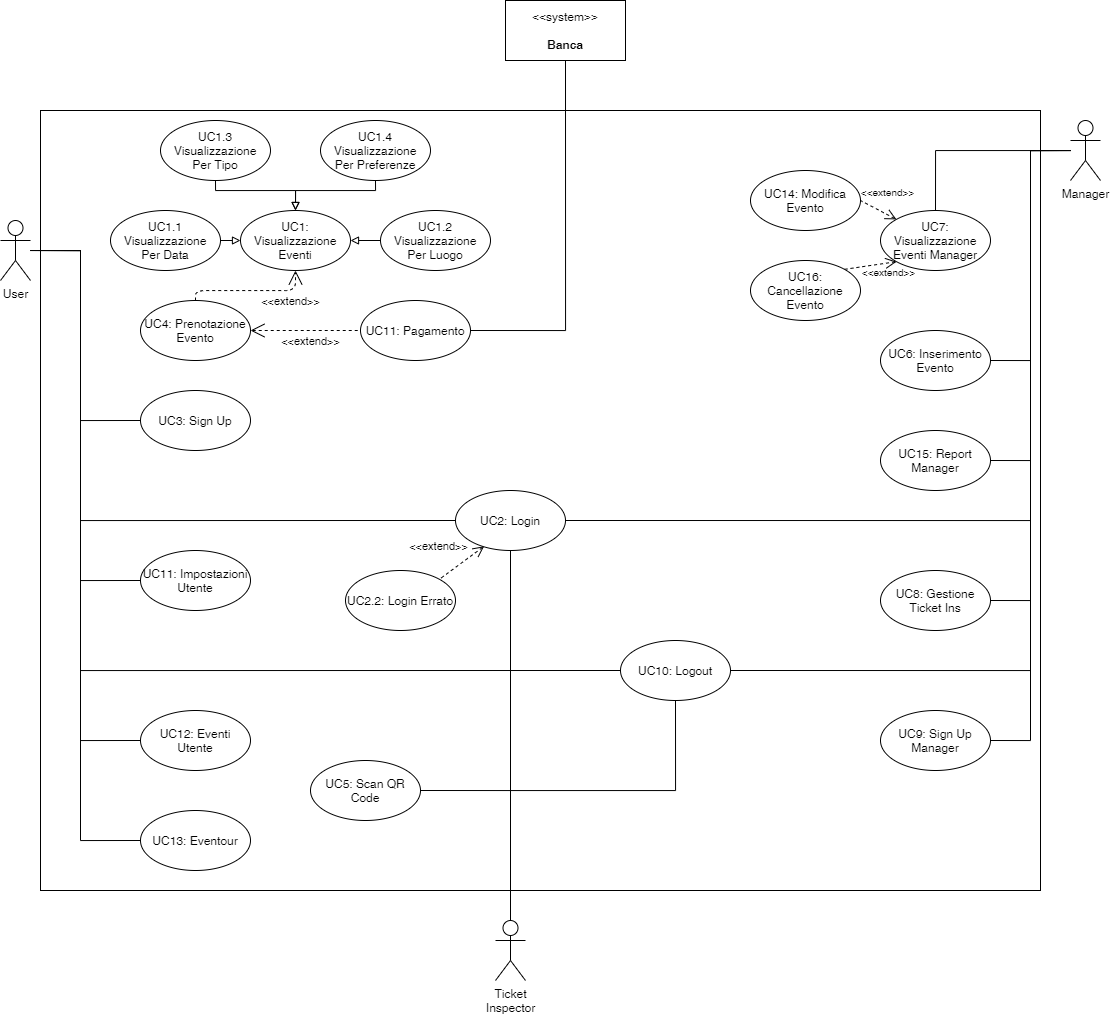 <<system>>
Banca
UC1.3
Visualizzazione
Per Tipo
UC1.4
Visualizzazione
Per Preferenze
Manager
UC14: Modifica
Evento
<<extend>>
UC1.1
Visualizzazione
Per Data
UC1:
Visualizzazione
Eventi
UC1.2
Visualizzazione
Per Luogo
UC7:
Visualizzazione
Eventi Manager
User
UC16:
Cancellazione
Evento
<<extend>>
<<extend>>
UC4: Prenotazione
Evento
<<extend>>
UC11: Pagamento
UC6: Inserimento
Evento
UC3: Sign Up
UC15: Report
Manager
UC2: Login
<<extend>>
UC11: Impostazioni
Utente
UC2.2: Login Errato
UC8: Gestione
Ticket Ins
UC10: Logout
UC12: Eventi
Utente
UC9: Sign Up
Manager
UC5: Scan QR
Code
UC13: Eventour
Ticket
Inspector